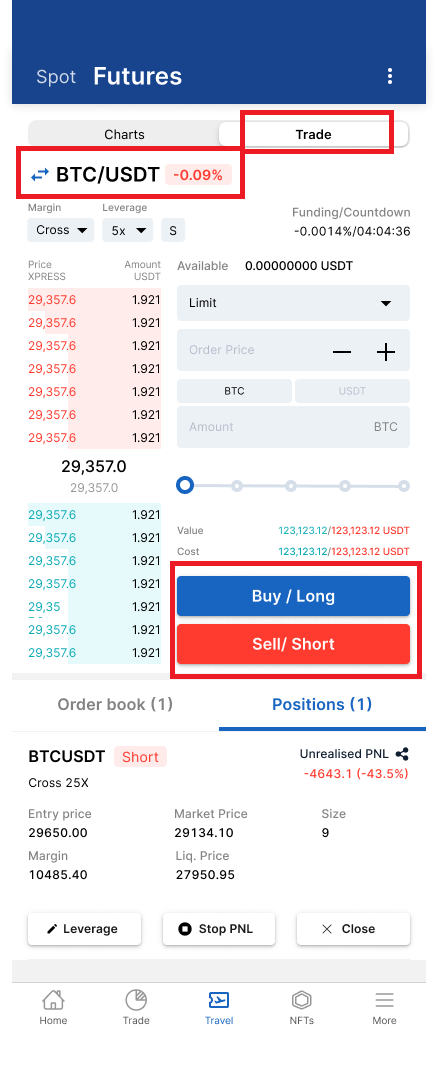 Spot Futures
Charts Trade
BTC/USDT -0.09%
Margin Leverage
Cross 5x S
Funding/Countdown
-0.0014%/04:04:36
Price Amount
XPRESS USDT
29,357.6 1.921
29,357.6 1.921
29,357.6 1.921
29,357.6 1.921
29,357.6 1.921
29,357.6 1.921
29,357.6 1.921
29,357.0
29,357.0
29,357.6 1.921
29,357.6 1.921
29,357.6 1.921
29,357.6 1.921
29,35 1.921
29,357.6 1.921
29,357.6 1.921
Available 0.00000000 USDT
Limit
Order Price
BTC USDT
Amount BTC
Value 123,123.12/123,123.12 USDT
Cost 123,123.12/123,123.12 USDT
Buy / Long
Sell/ Short
Order book (1) Positions (1)
BTCUSDT Short Unrealised PNL
Cross 25X -4643.1 (-43.5%)
Entry price Market Price Size
29650.00 29134.10 9
Margin Liq. Price
10485.40 27950.95
Leverage Stop PNL Close
Home Trade Travel NFTs More